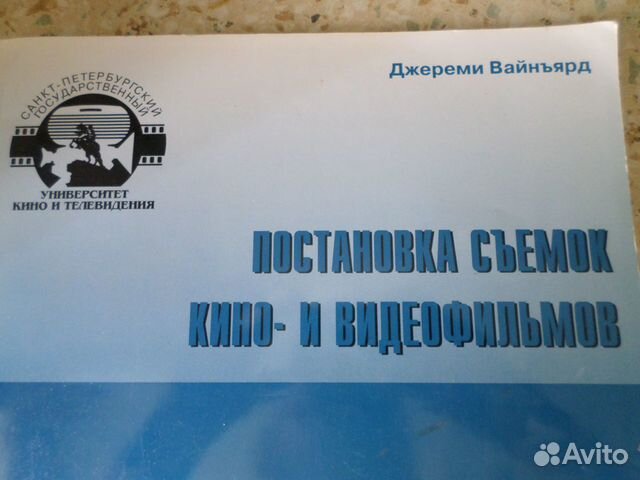 Джереми Вайнъярд
САНКТ-ПЕТЕРБУРГСКИЙ
ГОСУДАРСТВЕННЫЙ
УНИВЕРСИТЕТ
КИНО И ТЕЛЕВИДЕНИЯ
ПОСТАНОВКА СЪЕМОК
КИНО- И ВИДЕОФИЛЬМОВ
Avito